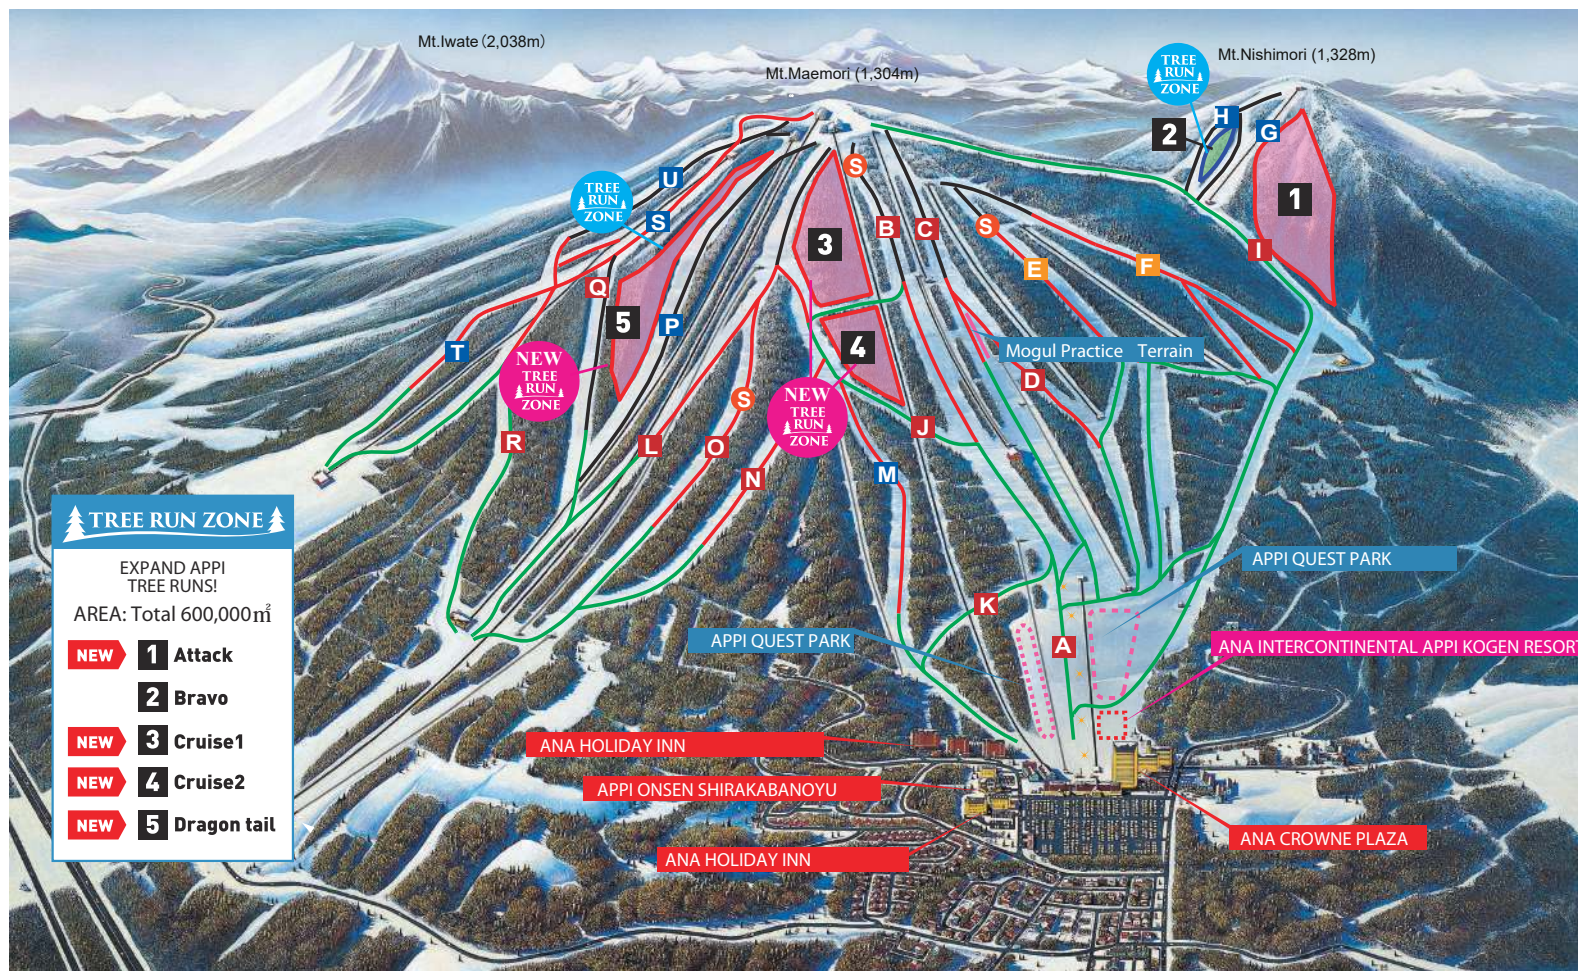 Mt.Iwate (2,038m)
Mt.Maemori (1,304m)
Mt.Nishimori (1,328m)
TREE
RUN
ZONE
H
G
2
1
I
U
S
TREE
RUN
ZONE
S
B
C
S
E
F
3
Q
5
P
T
4
NEW
TREE
RUN
ZONE
NEW
TREE
RUN
ZONE
Mogul Practice Terrain
D
S
R
L
O
N
M
J
K
A
TREE RUN ZONE
EXPAND APPI
TREE RUNS!
AREA: Total 600,000㎡
NEW 1 Attack
2 Bravo
NEW 3 Cruise1
NEW 4 Cruise2
NEW 5 Dragon tail
APPI QUEST PARK
APPI QUEST PARK
ANA INTERCONTINENTAL APPI KOGEN RESORT
ANA HOLIDAY INN
APPI ONSEN SHIRAKABANOYU
ANA HOLIDAY INN
ANA CROWNE PLAZA